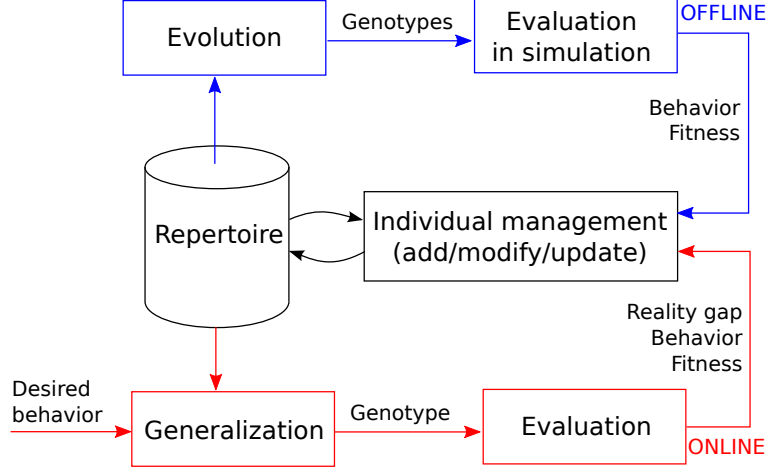 OFFLINE
Evolution
Genotypes
Evaluation
in simulation
Behavior
Fitness
Repertoire
Individual management
(add/modify/update)
Reality gap
Behavior
Fitness
Desired
behavior
Generalization
Genotype
Evaluation
ONLINE